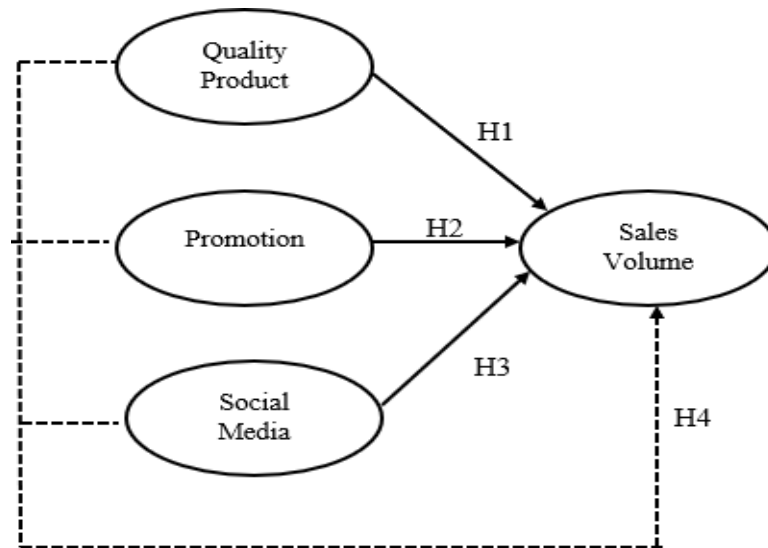 Quality
Product
H1
Promotion
H2
Sales
Volume
H3
Social
Media
H4